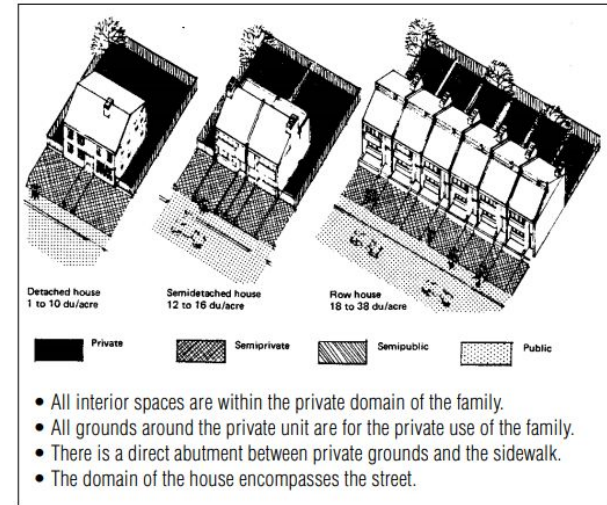 Detached house
1 to 10 du/acre
Semidetached house
12 to 16 du/acre
Row house
18 to 38 du/acre
Private
Semiprivate
Semipublic
Public
• All interior spaces are within the private domain of the family.
• All grounds around the private unit are for the private use of the family.
• There is a direct abutment between private grounds and the sidewalk.
• The domain of the house encompasses the street.